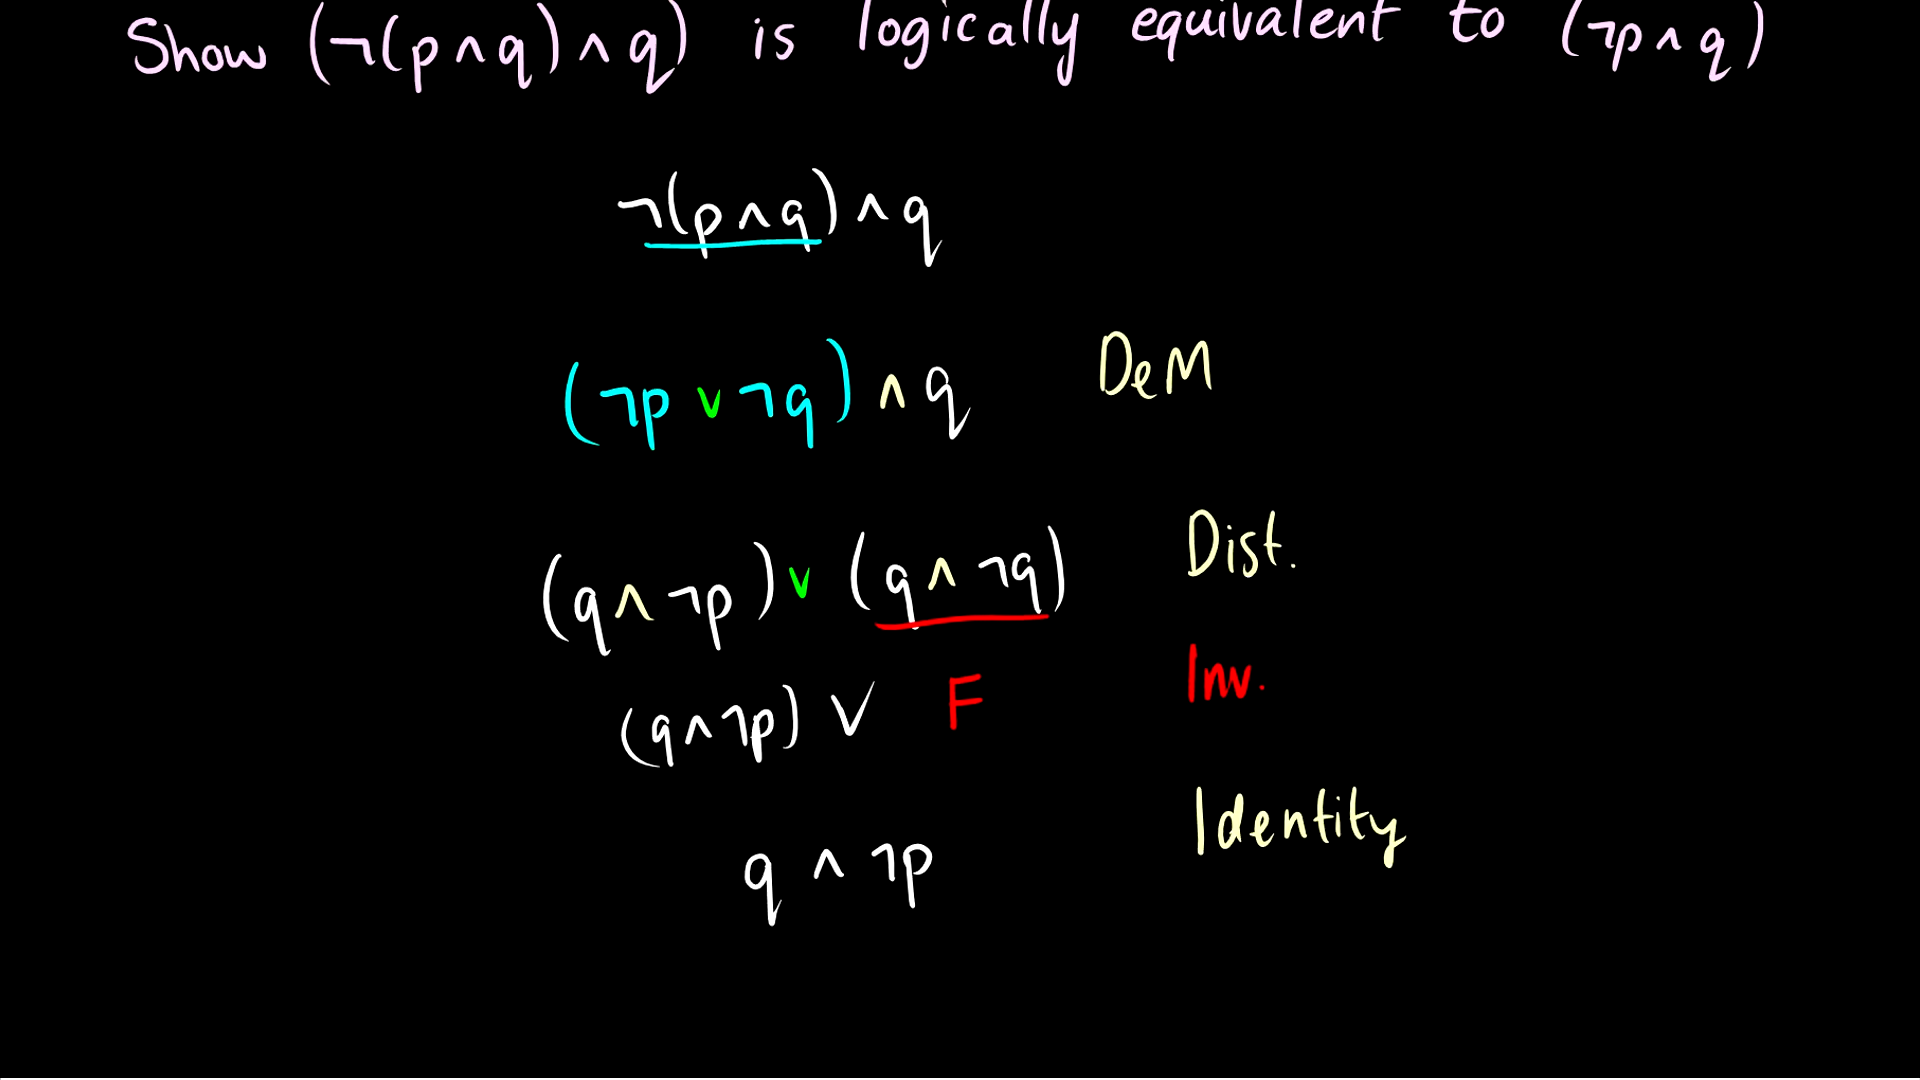 Show (¬(p∧q)∧q) is logically equivalent to (¬p∧q)
¬(p∧q)∧q
(¬p∨¬q)∧q DeM
(q∧¬p)∨(q∧¬q) Dist.
(q∧¬p)∨ F Inv.
q∧¬p Identity